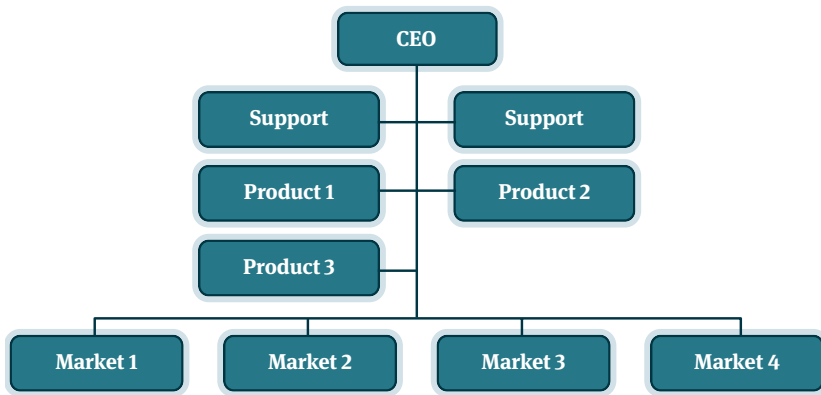 CEO
Support
Support
Product 1
Product 2
Product 3
Market 1
Market 2
Market 3
Market 4